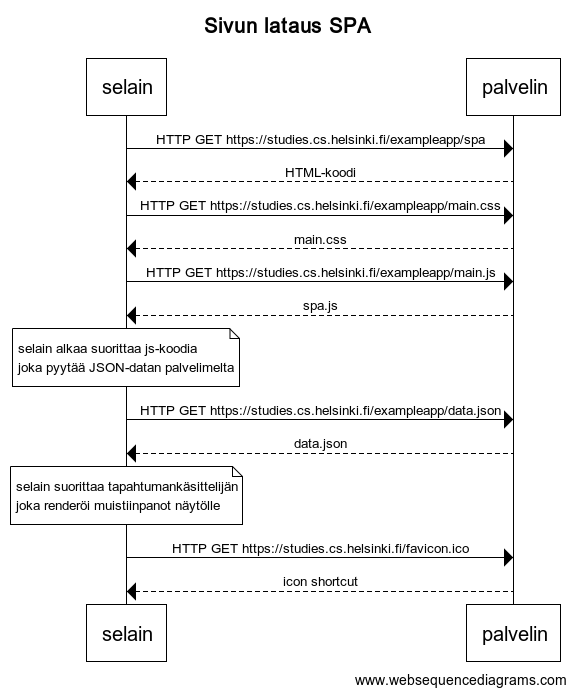 Sivun lataus SPA
selain
palvelin
HTTP GET https://studies.cs.helsinki.fi/exampleapp/spa
HTML-koodi
HTTP GET https://studies.cs.helsinki.fi/exampleapp/main.css
main.css
HTTP GET https://studies.cs.helsinki.fi/exampleapp/main.js
spa.js
selain alkaa suorittaa js-koodia
joka pyytää JSON-datan palvelimelta
HTTP GET https://studies.cs.helsinki.fi/exampleapp/data.json
data.json
selain suorittaa tapahtumankäsittelijän
joka renderöi muistiinpanot näytölle
HTTP GET https://studies.cs.helsinki.fi/favicon.ico
icon shortcut
selain
palvelin
www.websequencediagrams.com